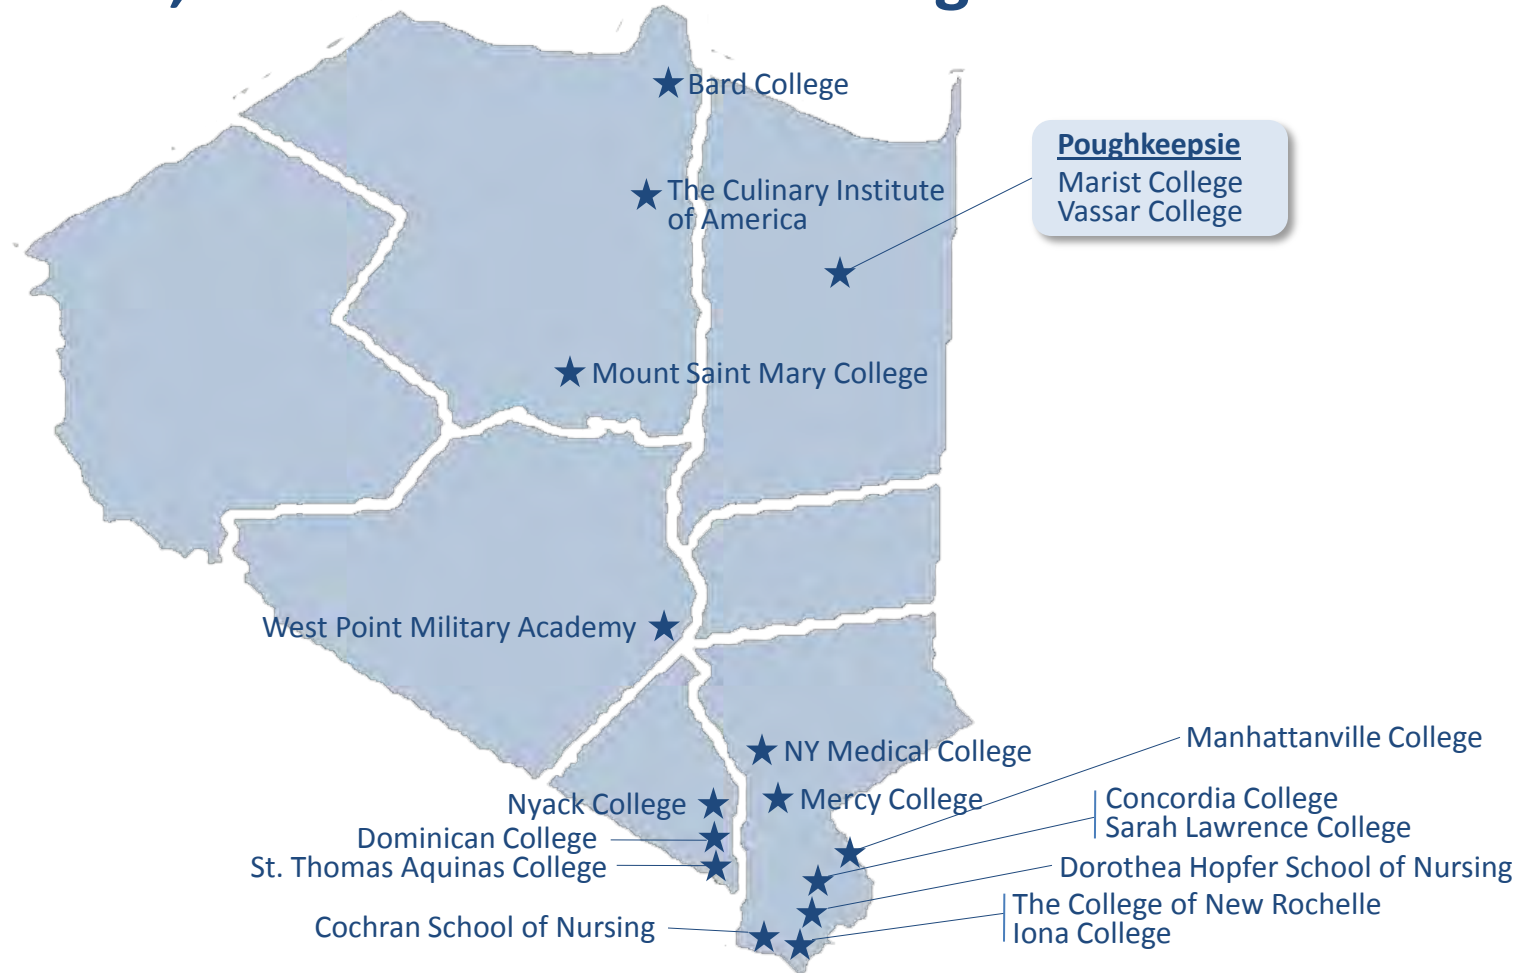 Bard College
Poughkeepsie
Marist College
Vassar College
The Culinary Institute
of America
Mount Saint Mary College
West Point Military Academy
NY Medical College
Manhattanville College
Nyack College
Mercy College
Concordia College
Sarah Lawrence College
Dominican College
St. Thomas Aquinas College
Dorothea Hopfer School of Nursing
The College of New Rochelle
Iona College
Cochran School of Nursing